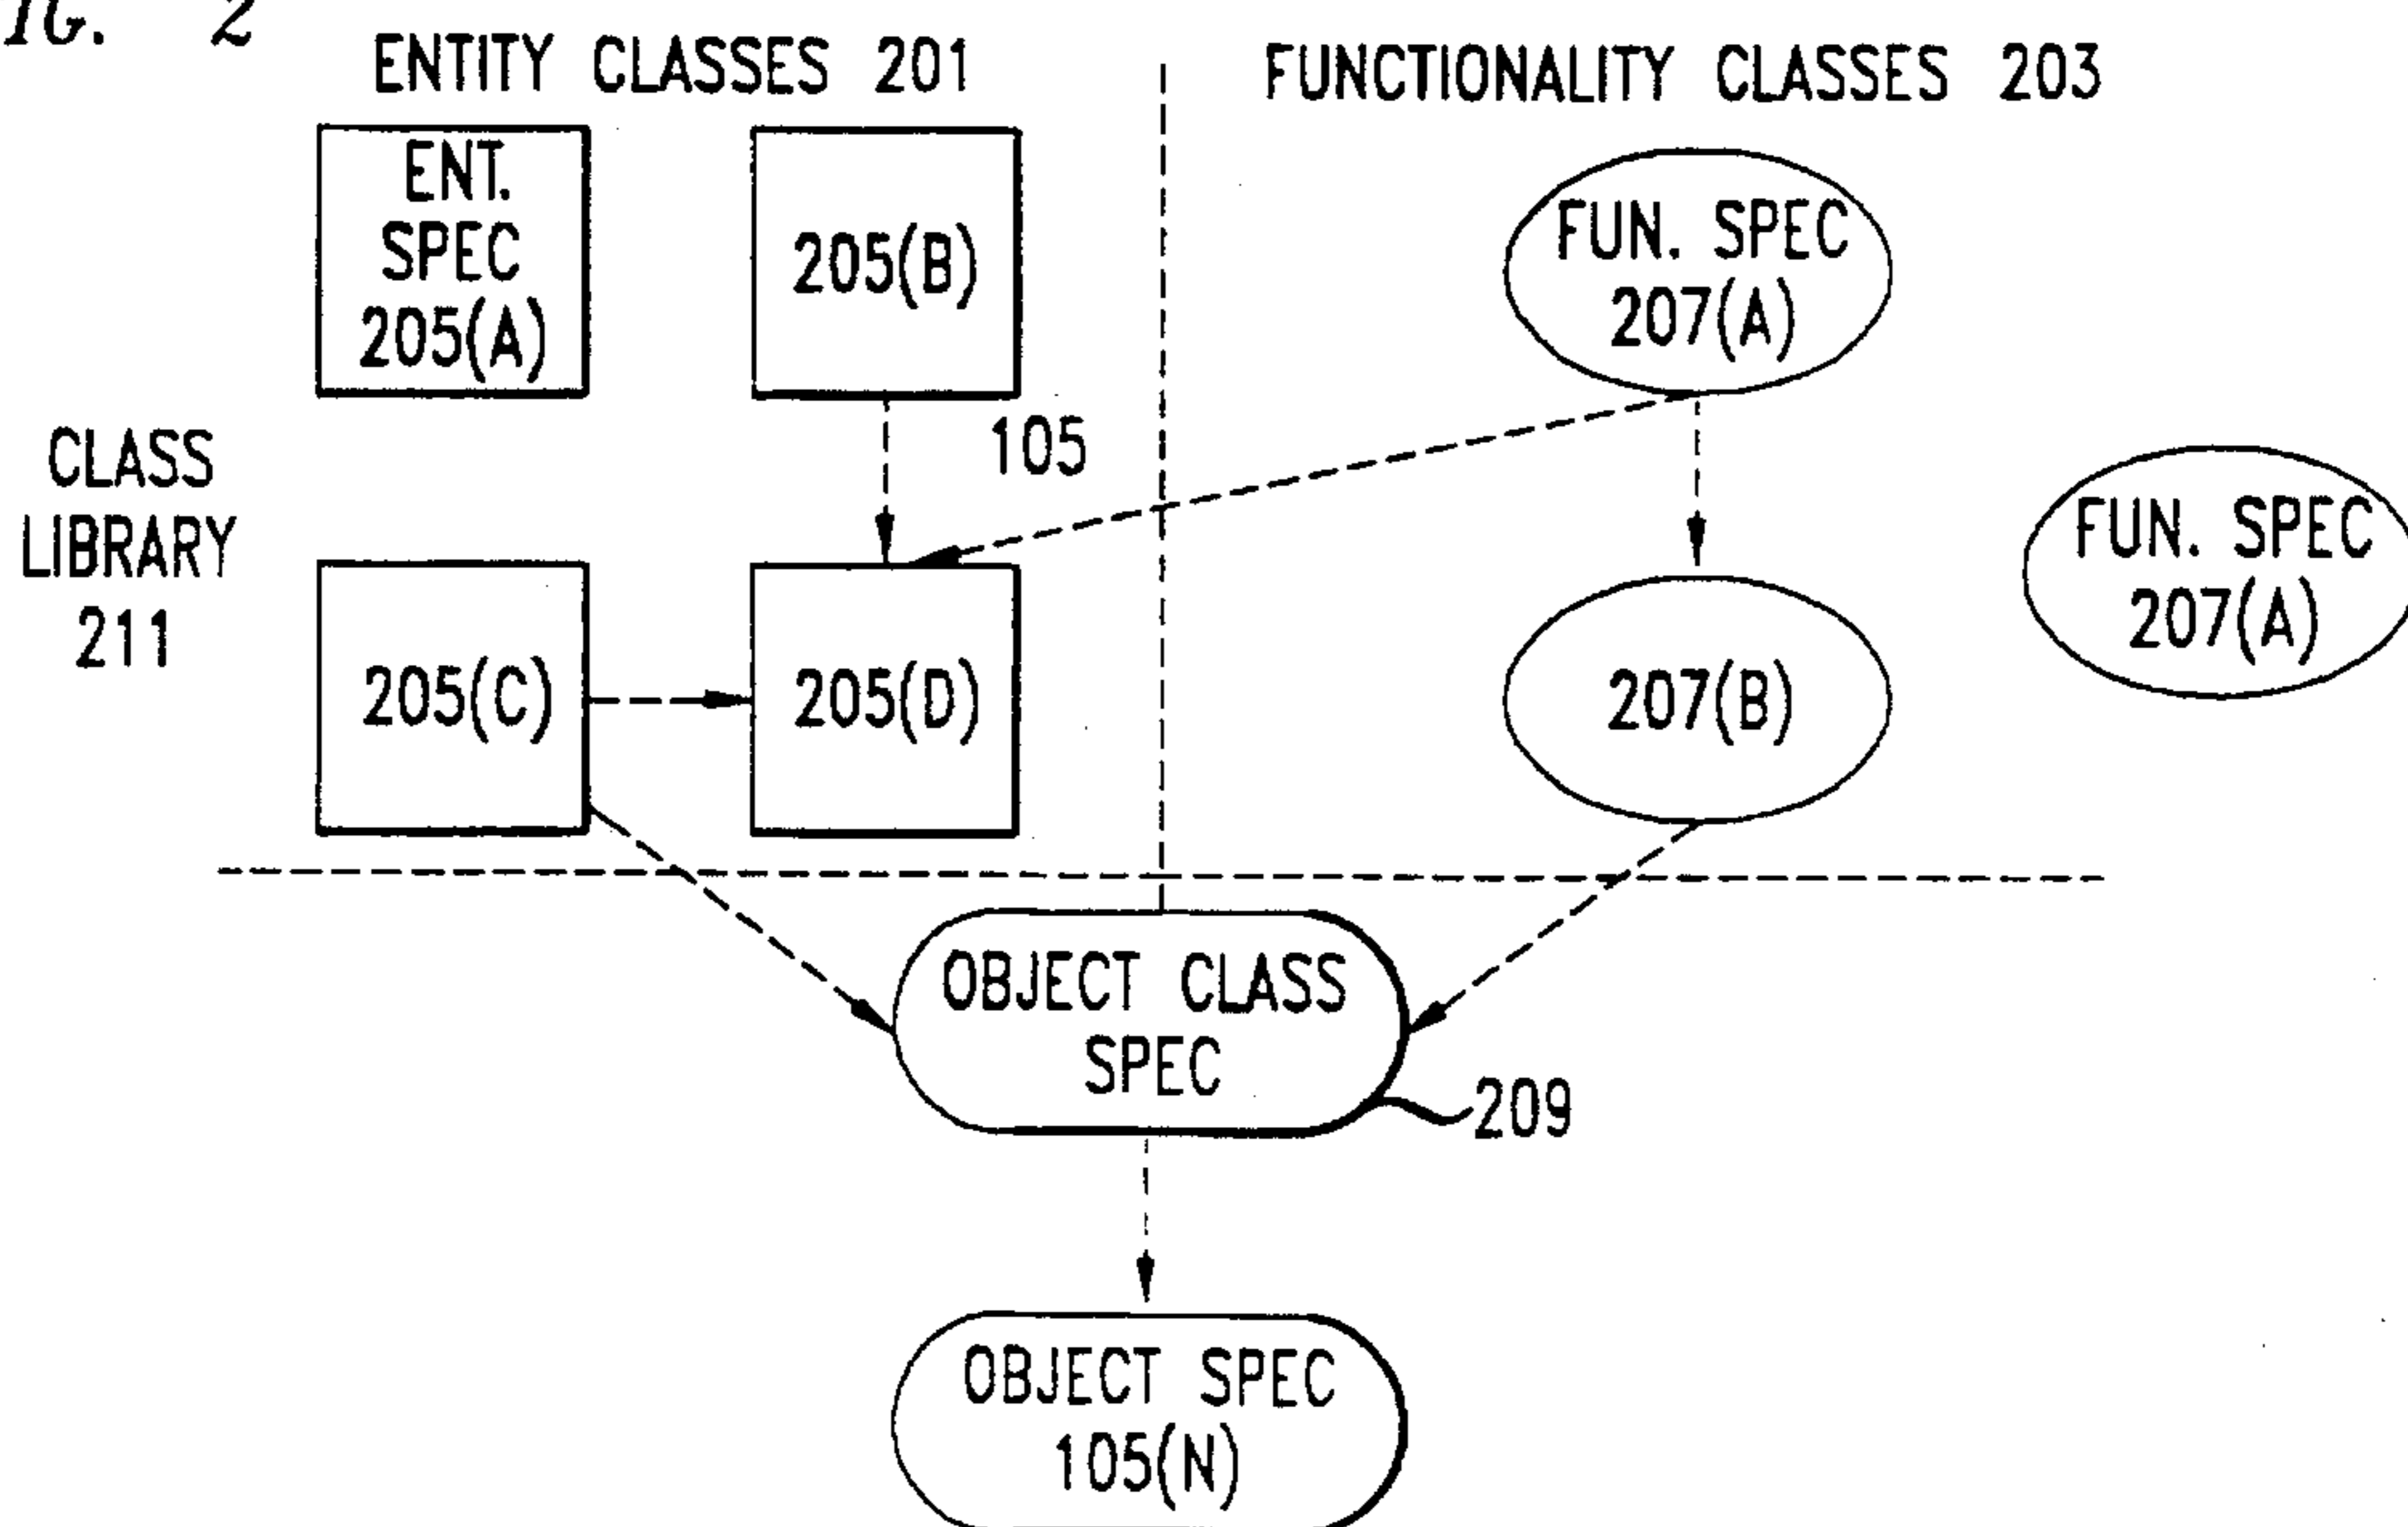 IG. 2
ENTITY CLASSES 201
FUNCTIONALITY CLASSES 203
ENT.
SPEC
205(A)
205(B)
FUN. SPEC
207(A)
105
CLASS
LIBRARY
211
FUN. SPEC
207(A)
205(C)
205(D)
207(B)
OBJECT CLASS
SPEC
209
OBJECT SPEC
105(N)